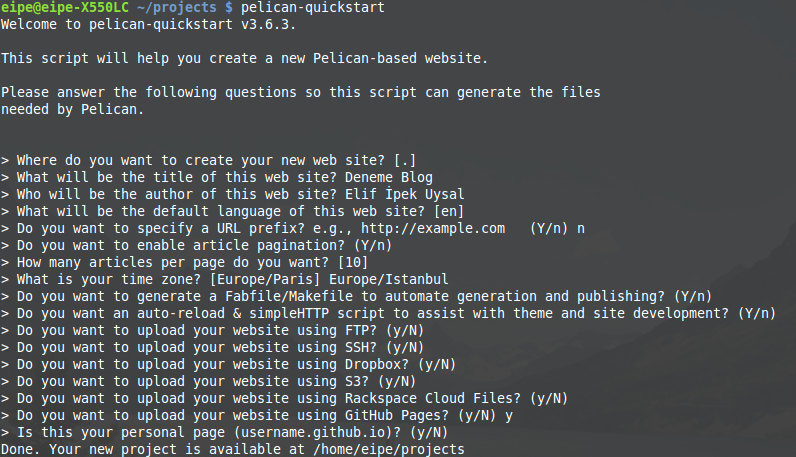 eipe@eipe-X550LC ~/projects $ pelican-quickstart
Welcome to pelican-quickstart v3.6.3.
This script will help you create a new Pelican-based website.
Please answer the following questions so this script can generate the files
needed by Pelican.
> Where do you want to create your new web site? [.]
> What will be the title of this web site? Deneme Blog
> Who will be the author of this web site? Elif İpek Uysal
> What will be the default language of this web site? [en]
> Do you want to specify a URL prefix? e.g., http://example.com   (Y/n) n
> Do you want to enable article pagination? (Y/n)
> How many articles per page do you want? [10]
> What is your time zone? [Europe/Paris] Europe/Istanbul
> Do you want to generate a Fabfile/Makefile to automate generation and publishing? (Y/n)
> Do you want an auto-reload & simpleHTTP script to assist with theme and site development? (Y/n)
> Do you want to upload your website using FTP? (y/N)
> Do you want to upload your website using SSH? (y/N)
> Do you want to upload your website using Dropbox? (y/N)
> Do you want to upload your website using S3? (y/N)
> Do you want to upload your website using Rackspace Cloud Files? (y/N)
> Do you want to upload your website using GitHub Pages? (y/N) y
> Is this your personal page (username.github.io)? (y/N)
Done. Your new project is available at /home/eipe/projects